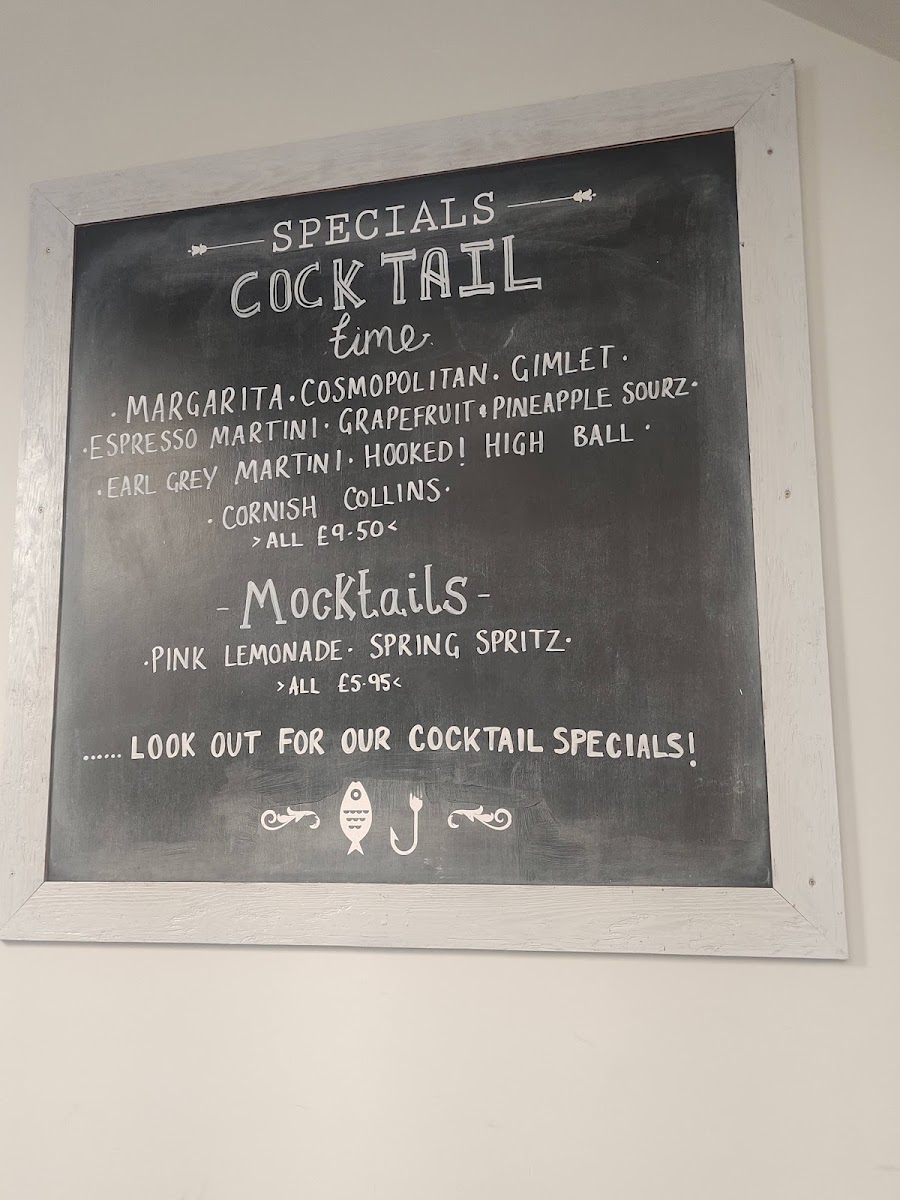 SPECIALS
COCKTAIL
time
· MARGARITA · COSMOPOLITAN · GIMLET ·
· ESPRESSO MARTINI · GRAPEFRUIT & PINEAPPLE SOURZ ·
· EARL GREY MARTINI · HOOKED! HIGH BALL ·
· CORNISH COLLINS ·
>ALL £9.50<
- Mocktails -
· PINK LEMONADE · SPRING SPRITZ ·
>ALL £5.95<
...... LOOK OUT FOR OUR COCKTAIL SPECIALS!